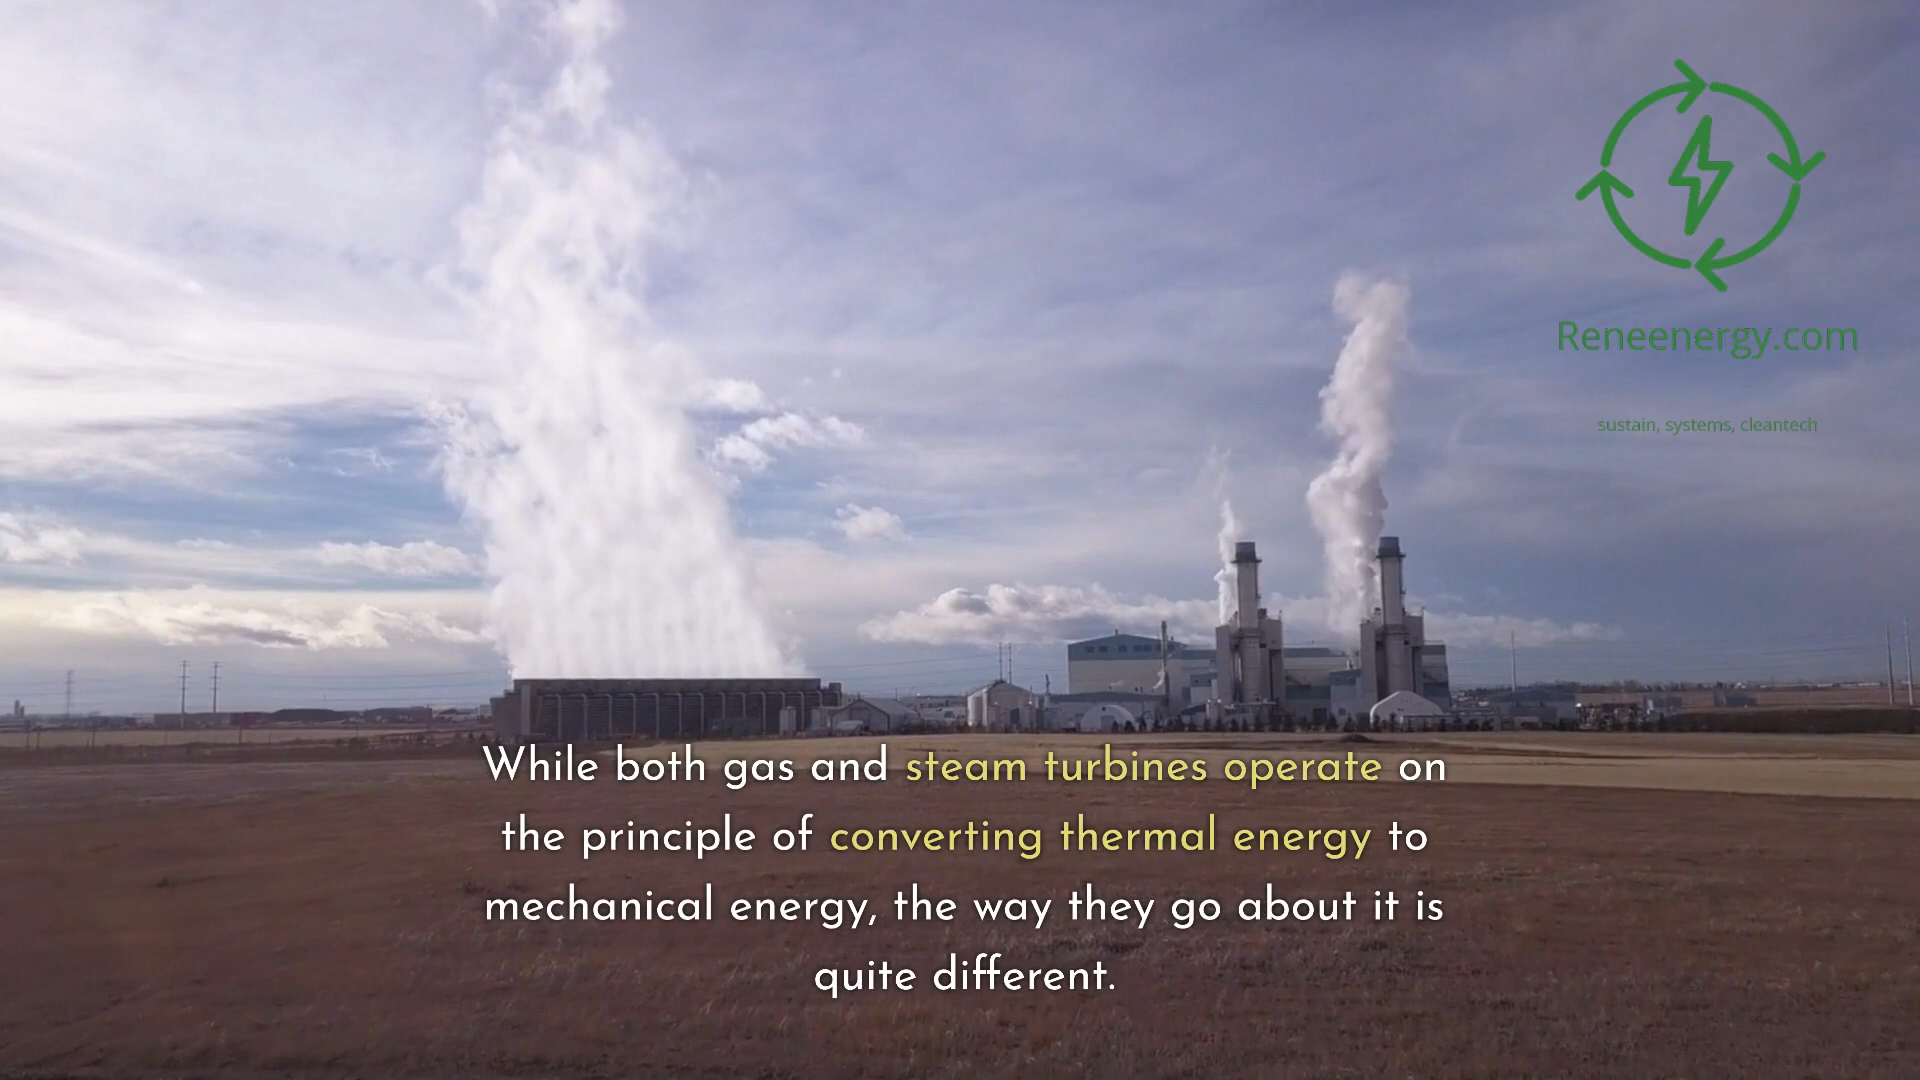 Reneenergy.com
sustain, systems, cleantech
While both gas and steam turbines operate on
the principle of converting thermal energy to
mechanical energy, the way they go about it is
quite different.